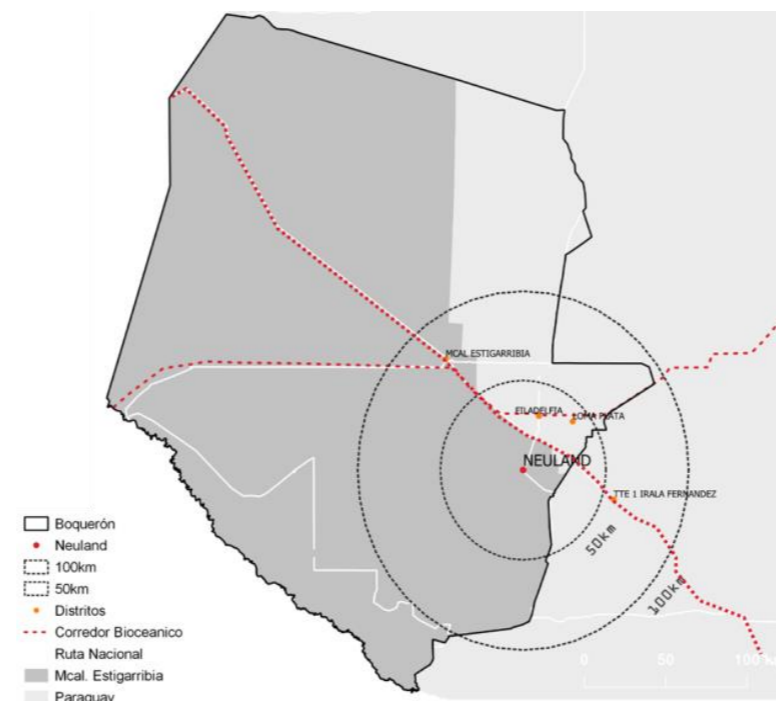 MCAL ESTIGARRIBIA
FILADELFIA
LOMA PLATA
NEULAND
TTE 1 IRALA FERNANDEZ
50km
100km
Boquerón
Neuland
100km
50km
Distritos
Corredor Bioceanico
Ruta Nacional
Mcal. Estigarribia
Paraguay
0 50 100